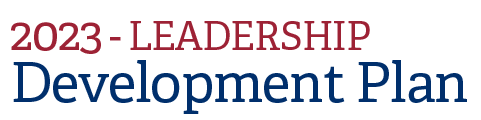 2023 - LEADERSHIP
Development Plan